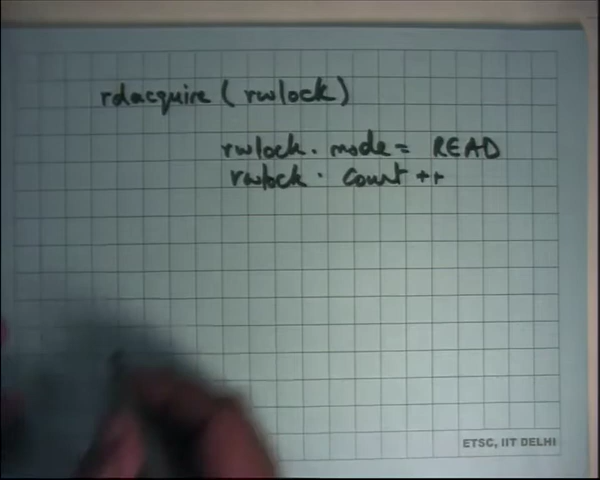 rdacquire (rwlock)
rwlock. mode = READ
rwlock. count ++
ETSC, IIT DELHI